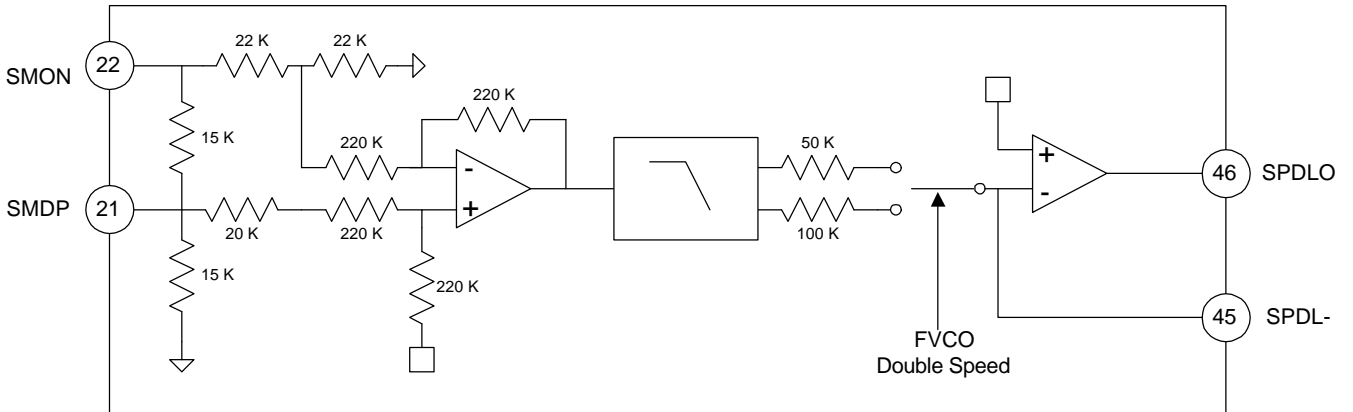 22 K
22 K
22
SMON
220 K
15 K
220 K
50 K
-
+
46
SPDLO
+
-
SMDP
21
20 K
220 K
100 K
15 K
220 K
45
SPDL-
FVCO
Double Speed